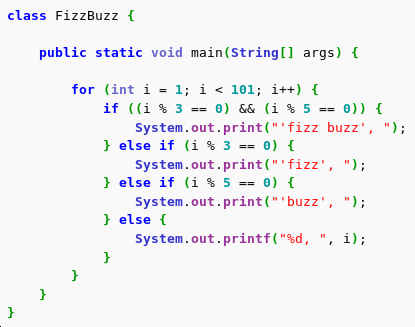 class FizzBuzz {
public static void main(String[] args) {
for (int i = 1; i < 101; i++) {
if ((i % 3 == 0) && (i % 5 == 0)) {
System.out.print("'fizz buzz', ");
} else if (i % 3 == 0) {
System.out.print("'fizz', ");
} else if (i % 5 == 0) {
System.out.print("'buzz', ");
} else {
System.out.printf("%d, ", i);
}
}
}
}